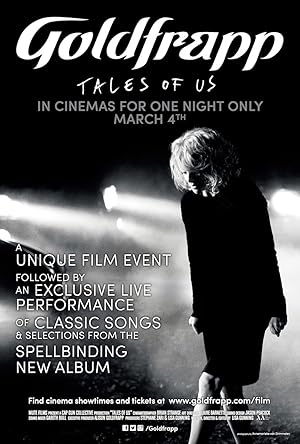 Goldfrapp
TALES OF US
IN CINEMAS FOR ONE NIGHT ONLY
MARCH 4TH
A
UNIQUE FILM EVENT
FOLLOWED BY
AN EXCLUSIVE LIVE
PERFORMANCE
OF CLASSIC SONGS
& SELECTIONS FROM THE
SPELLBINDING
NEW ALBUM
Find cinema showtimes and tickets at www.goldfrapp.com/film
/Goldfrapp